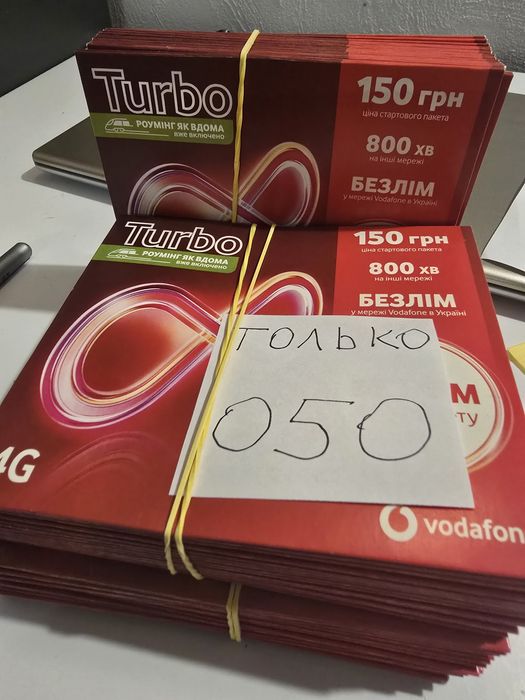 Turbo
РОУМІНГ ЯК ВДОМА
вже включено
150 грн
ціна стартового пакета
800 хв
на інші мережі
БЕЗЛІМ
у мережі Vodafone в Україні
Turbo
РОУМІНГ ЯК ВДОМА
вже включено
150 грн
ціна стартового пакета
800 хв
на інші мережі
БЕЗЛІМ
у мережі Vodafone в Україні
ТОЛЬКО
050
4G
vodafon